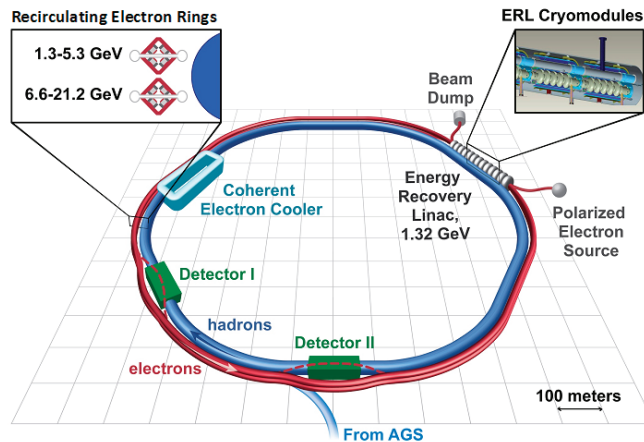 Recirculating Electron Rings
1.3-5.3 GeV
6.6-21.2 GeV
ERL Cryomodules
Beam
Dump
Energy
Recovery
Linac,
1.32 GeV
Polarized
Electron
Source
Coherent
Electron Cooler
Detector I
hadrons
Detector II
electrons
100 meters
From AGS